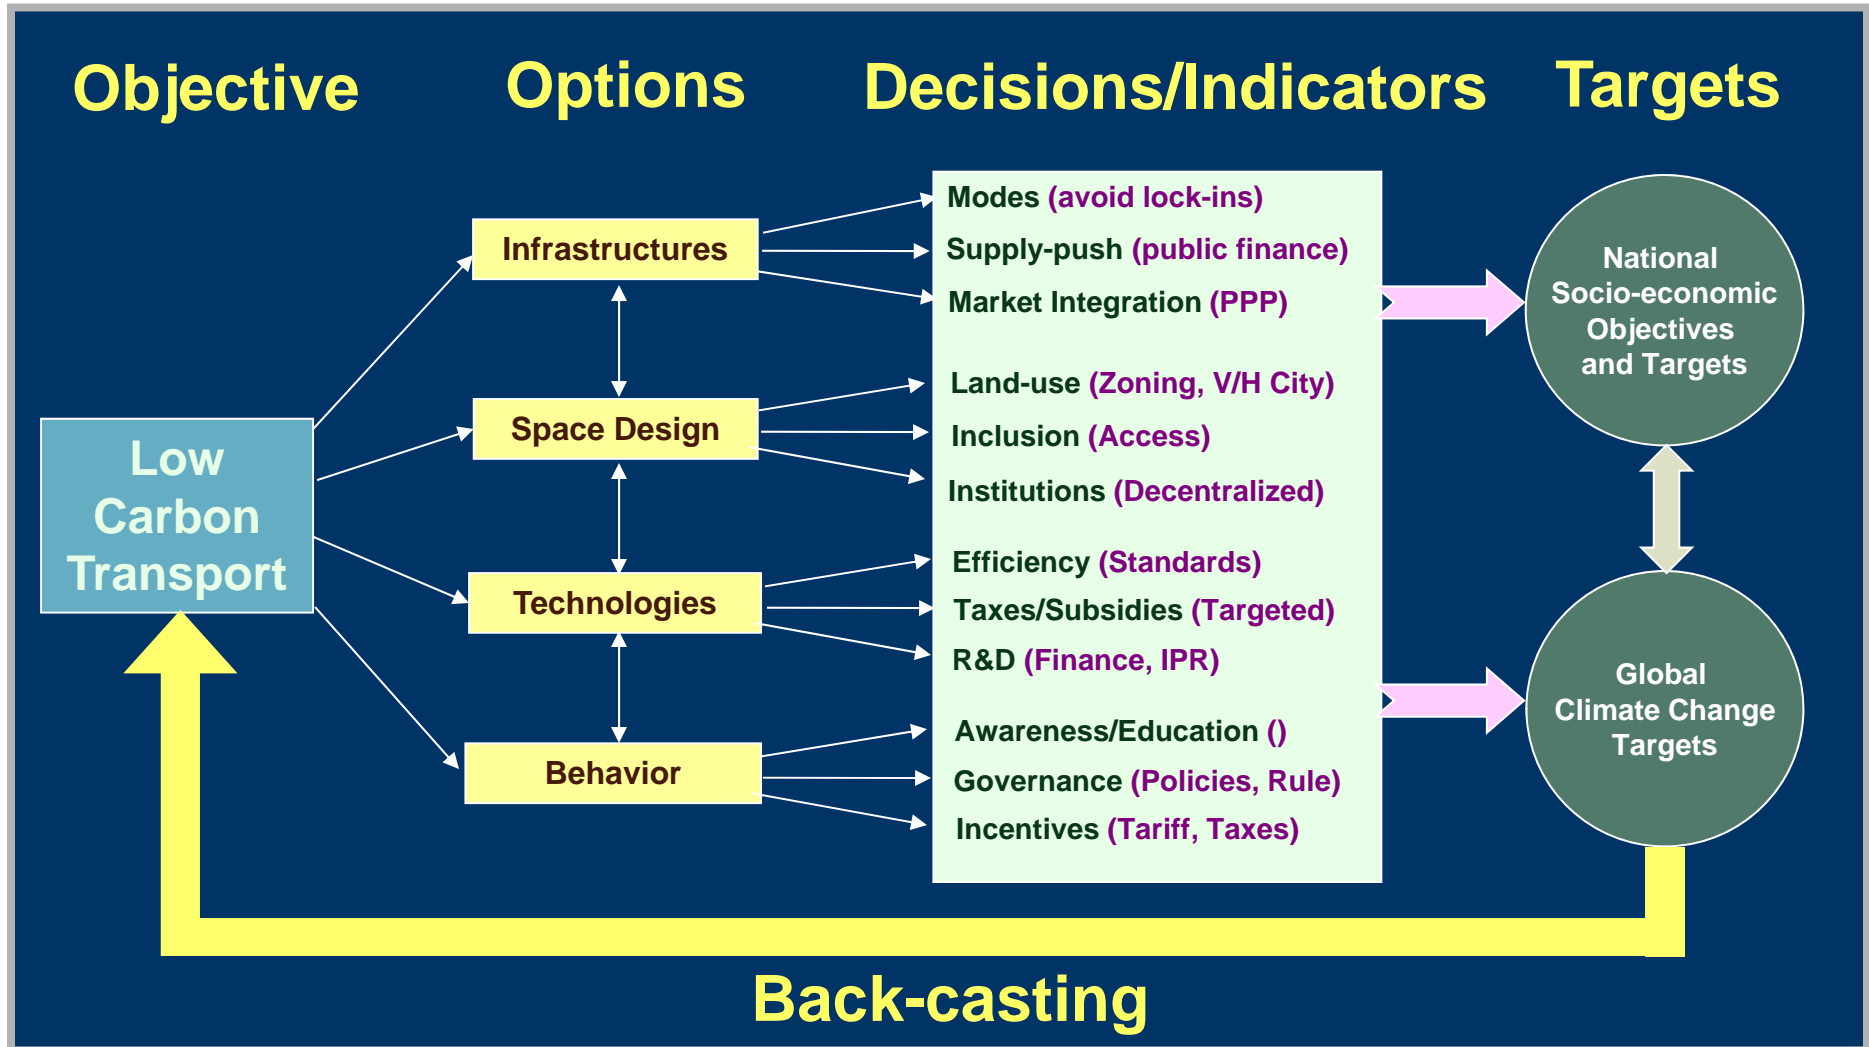 Objective
Options
Decisions/Indicators
Targets
Low
Carbon
Transport
Infrastructures
Space Design
Technologies
Behavior
Modes (avoid lock-ins)
Supply-push (public finance)
Market Integration (PPP)
Land-use (Zoning, V/H City)
Inclusion (Access)
Institutions (Decentralized)
Efficiency (Standards)
Taxes/Subsidies (Targeted)
R&D (Finance, IPR)
Awareness/Education ()
Governance (Policies, Rule)
Incentives (Tariff, Taxes)
National
Socio-economic
Objectives
and Targets
Global
Climate Change
Targets
Back-casting